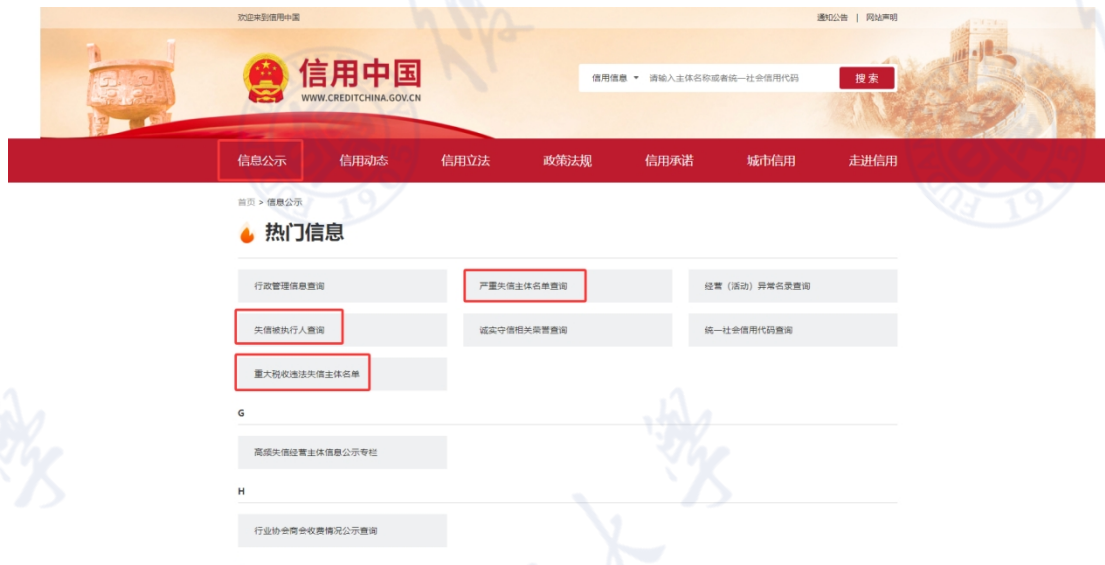 欢迎来到信用中国 通知公告 | 网站声明
信用中国
WWW.CREDITCHINA.GOV.CN
信用信息 请输入主体名称或者统一社会信用代码 搜索
信息公示 信用动态 信用立法 政策法规 信用承诺 城市信用 走进信用
首页 > 信息公示
热门信息
行政管理信息查询 严重失信主体名单查询 经营（活动）异常名录查询
失信被执行人查询 诚实守信相关荣誉查询 统一社会信用代码查询
重大税收违法失信主体名单
G
高频失信经营主体信息公示专栏
H
行业协会商会收费情况公示查询